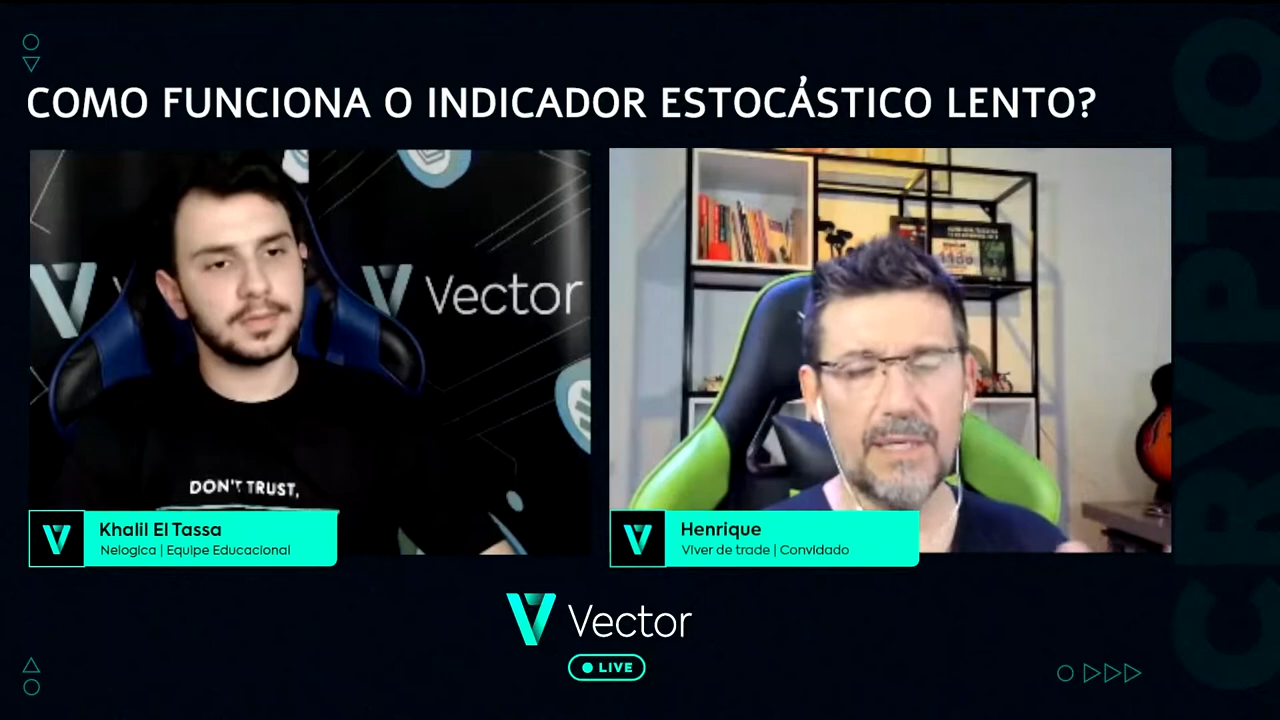 COMO FUNCIONA O INDICADOR ESTOCÁSTICO LENTO?
Vector
DON'T TRUST,
Khalil El Tassa
Nelogica | Equipe Educacional
Henrique
Viver de trade | Convidado
Vector
LIVE
CRYPTO